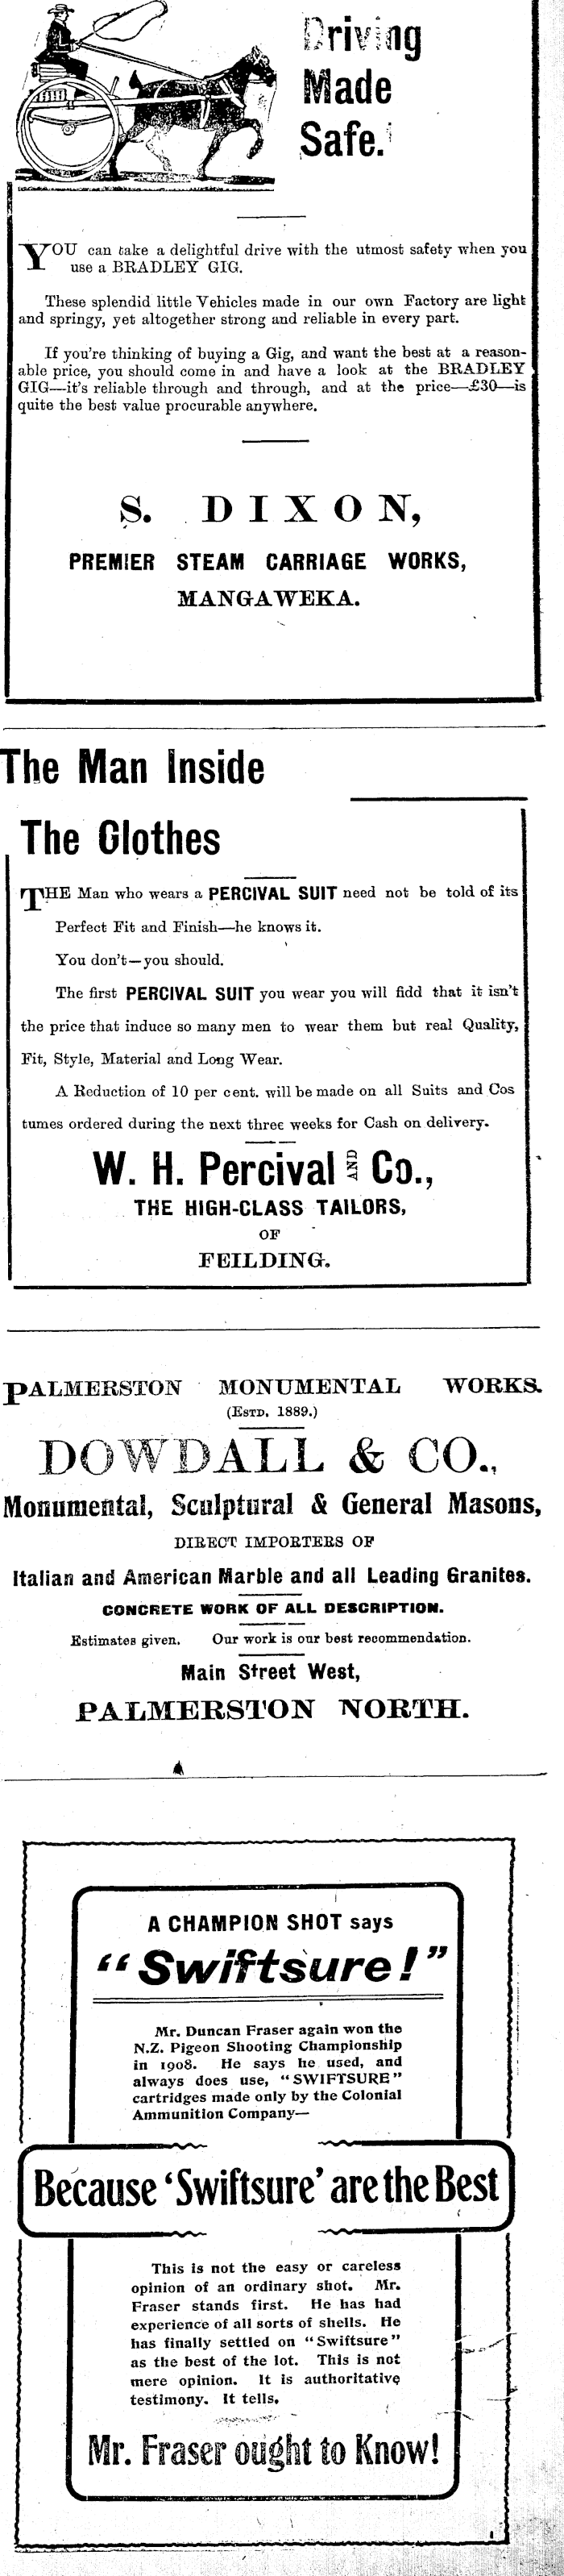 Driving
Made
Safe.
YOU can take a delightful drive with the utmost safety when you
use a BRADLEY GIG.
These splendid little Vehicles made in our own Factory are light
and springy, yet altogether strong and reliable in every part.
If you're thinking of buying a Gig, and want the best at a reason-
able price, you should come in and have a look at the BRADLEY
GIG—it's reliable through and through, and at the price—£30—is
quite the best value procurable anywhere.
S. DIXON,
PREMIER STEAM CARRIAGE WORKS,
MANGAWEKA.
The Man Inside
The Glothes
THE Man who wears a PERCIVAL SUIT need not be told of its
Perfect Fit and Finish—he knows it.
You don't—you should.
The first PERCIVAL SUIT you wear you will fidd that it isn't
the price that induce so many men to wear them but real Quality,
Fit, Style, Material and Long Wear.
A Reduction of 10 per cent. will be made on all Suits and Cos
tumes ordered during the next three weeks for Cash on delivery.
W. H. Percival AND Co.,
THE HIGH-CLASS TAILORS,
OF
FEILDING.
PALMERSTON MONUMENTAL WORKS.
(ESTD. 1889.)
DOWDALL & CO.,
Monumental, Sculptural & General Masons,
DIRECT IMPORTERS OF
Italian and American Marble and all Leading Granites.
CONCRETE WORK OF ALL DESCRIPTION.
Estimates given. Our work is our best recommendation.
Main Street West,
PALMERSTON NORTH.
A CHAMPION SHOT says
"Swiftsure!"
Mr. Duncan Fraser again won the
N.Z. Pigeon Shooting Championship
in 1908. He says he used, and
always does use, "SWIFTSURE"
cartridges made only by the Colonial
Ammunition Company—
Because 'Swiftsure' are the Best
This is not the easy or careless
opinion of an ordinary shot. Mr.
Fraser stands first. He has had
experience of all sorts of shells. He
has finally settled on "Swiftsure"
as the best of the lot. This is not
mere opinion. It is authoritative
testimony. It tells.
Mr. Fraser ought to Know!